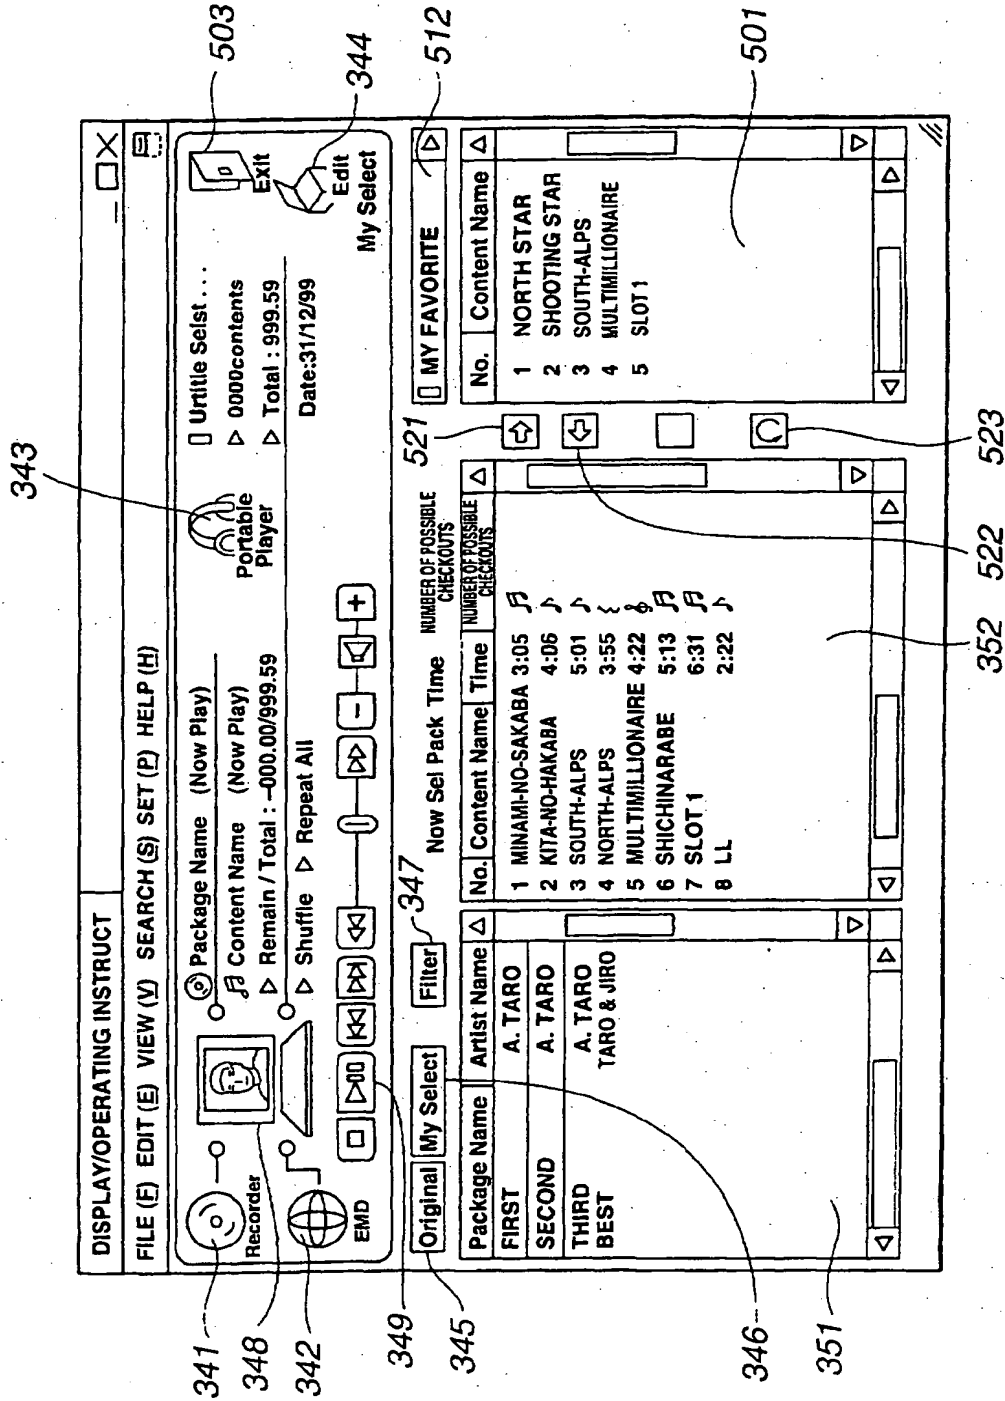 DISPLAY/OPERATING INSTRUCT
FILE (F) EDIT (E) VIEW (V) SEARCH (S) SET (P) HELP (H)
Recorder
EMD
Package Name (Now Play)
Content Name (Now Play)
Remain / Total : –000.00/999.59
Shuffle Repeat All
Portable
Player
Urtitle Selst...
0000contents
Total : 999.59
Date:31/12/99
Exit
Edit
My Select
Original My Select Filter
Now Sel Pack Time
NUMBER OF POSSIBLE
CHECKOUTS
MY FAVORITE
Package Name Artist Name
FIRST A. TARO
SECOND A. TARO
THIRD A. TARO
BEST TARO & JIRO
No. Content Name Time NUMBER OF POSSIBLE
CHECKOUTS
1 MINAMI-NO-SAKABA 3:05
2 KITA-NO-HAKABA 4:06
3 SOUTH-ALPS 5:01
4 NORTH-ALPS 3:55
5 MULTIMILLIONAIRE 4:22
6 SHICHINARABE 5:13
7 SLOT 1 6:31
8 LL 2:22
No. Content Name
1 NORTH STAR
2 SHOOTING STAR
3 SOUTH-ALPS
4 MULTIMILLIONAIRE
5 SLOT 1
341
348
342
349
345
346
351
347
343
521
522
523
352
503
344
512
501